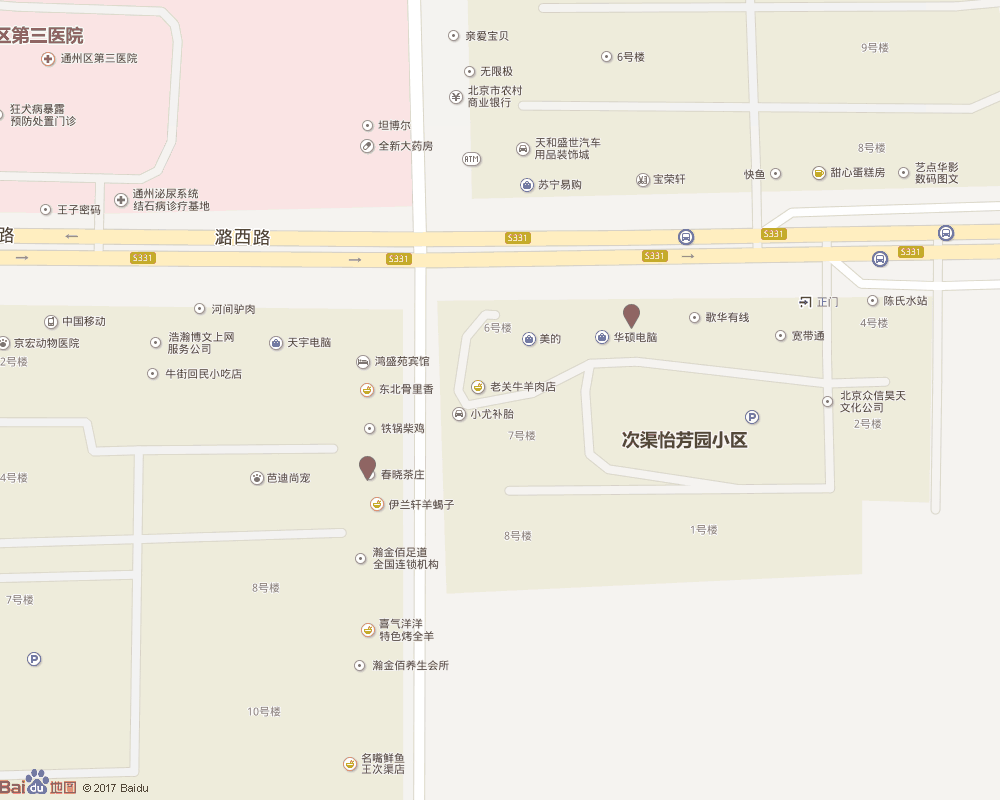 区第三医院
通州区第三医院
狂犬病暴露
预防处置门诊
坦博尔
全新大药房
通州泌尿系统
结石病诊疗基地
王子密码
亲爱宝贝
无限极
北京市农村
商业银行
ATM
6号楼
9号楼
天和盛世汽车
用品装饰城
苏宁易购
宝荣轩
快鱼
甜心蛋糕房
8号楼
艺点华影
数码图文
路
潞西路
S331
S331
S331
S331
S331
S331
河间驴肉
中国移动
京宏动物医院
2号楼
浩瀚博文上网
服务公司
天宇电脑
牛街回民小吃店
鸿盛苑宾馆
东北骨里香
铁锅柴鸡
春晓茶庄
芭迪尚宠
4号楼
伊兰轩羊蝎子
瀚金佰足道
全国连锁机构
8号楼
7号楼
喜气洋洋
特色烤全羊
瀚金佰养生会所
10号楼
名嘴鲜鱼
王次渠店
6号楼
美的
华硕电脑
歌华有线
正门
陈氏水站
宽带通
4号楼
老关牛羊肉店
小尤补胎
7号楼
P
次渠怡芳园小区
北京众信昊天
文化公司
2号楼
8号楼
1号楼
P
Bai du 地图
© 2017 Baidu